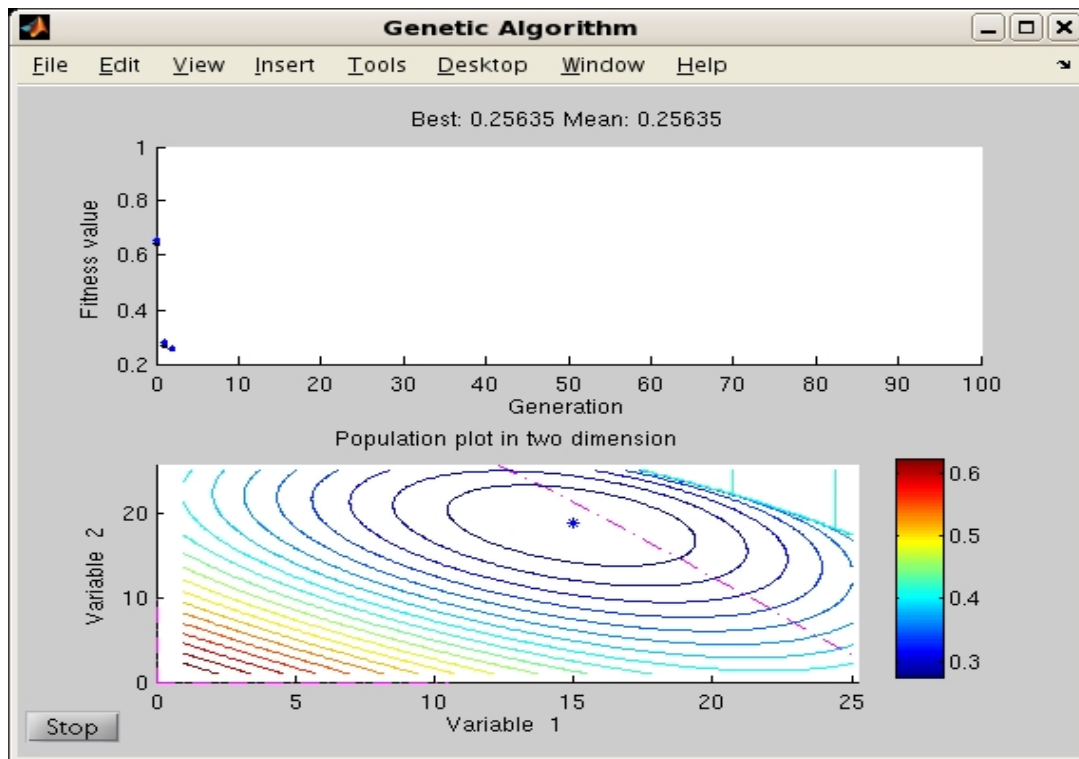 Genetic Algorithm
File Edit View Insert Tools Desktop Window Help
Best: 0.25635 Mean: 0.25635
Fitness value
1
0.8
0.6
0.4
0.2
0 10 20 30 40 50 60 70 80 90 100
Generation
Population plot in two dimension
Variable 2
20
10
0
0 5 10 15 20 25
Variable 1
0.6
0.5
0.4
0.3
Stop